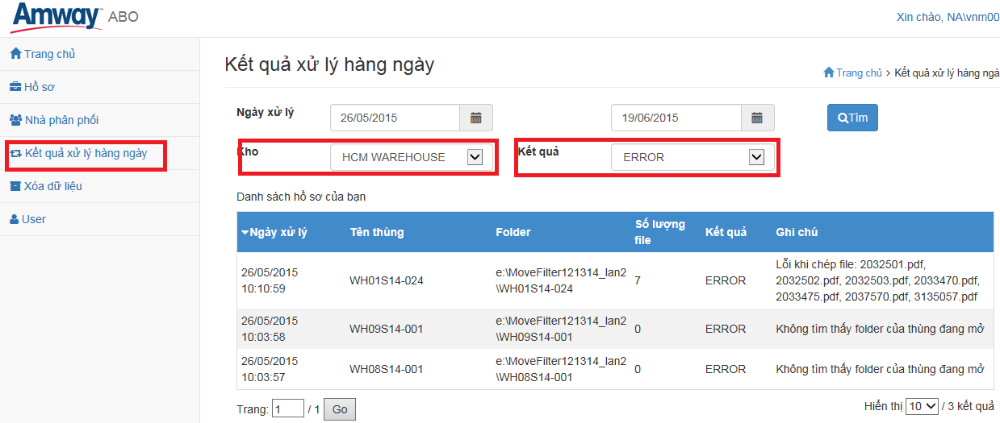 Amway ABO
Xin chào, NA\vnm00
Trang chủ
Hồ sơ
Nhà phân phối
Kết quả xử lý hàng ngày
Xóa dữ liệu
User
Kết quả xử lý hàng ngày
Trang chủ > Kết quả xử lý hàng ngà
Ngày xử lý 26/05/2015 19/06/2015 Tìm
Kho HCM WAREHOUSE Kết quả ERROR
Danh sách hồ sơ của bạn
Ngày xử lý Tên thùng Folder Số lượng file Kết quả Ghi chú
26/05/2015 10:10:59 WH01S14-024 e:\MoveFilter121314_lan2\WH01S14-024 7 ERROR Lỗi khi chép file: 2032501.pdf, 2032502.pdf, 2032503.pdf, 2033470.pdf, 2033475.pdf, 2037570.pdf, 3135057.pdf
26/05/2015 10:03:58 WH09S14-001 e:\MoveFilter121314_lan2\WH09S14-001 0 ERROR Không tìm thấy folder của thùng đang mở
26/05/2015 10:03:57 WH08S14-001 e:\MoveFilter121314_lan2\WH08S14-001 0 ERROR Không tìm thấy folder của thùng đang mở
Trang: 1 / 1 Go
Hiển thị 10 / 3 kết quả